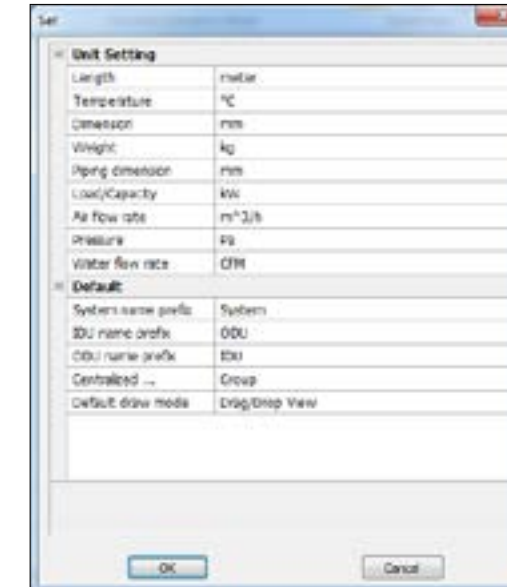 Set
Unit Setting
Length meter
Temperature °C
Dimension mm
Weight kg
Piping dimension mm
Load/Capacity kW
Air flow rate m^3/h
Pressure Pa
Water flow rate CFM
Default
System name prefix System
IDU name prefix ODU
ODU name prefix IDU
Centralized ... Group
Default draw mode Drag/Drop View
OK Cancel